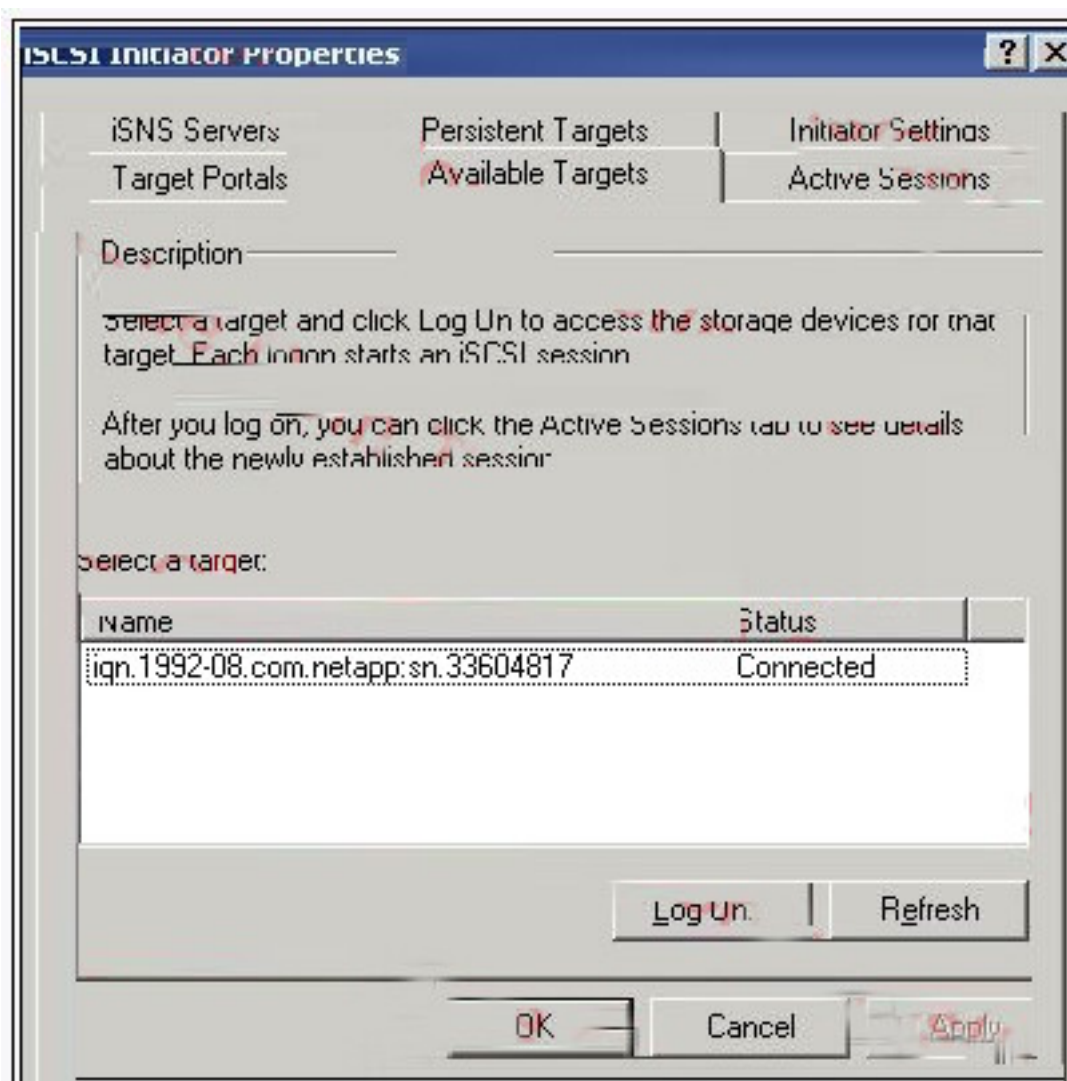 iSCSI Initiator Properties
iSNS Servers Persistent Targets Initiator Settings
Target Portals Available Targets Active Sessions
Description
Select a target and click Log On to access the storage devices for that
target. Each logon starts an iSCSI session.
After you log on, you can click the Active Sessions tab to see details
about the newly established session.
Select a target:
Name Status
iqn.1992-08.com.netapp:sn.33604817 Connected
Log On... Refresh
OK Cancel Apply